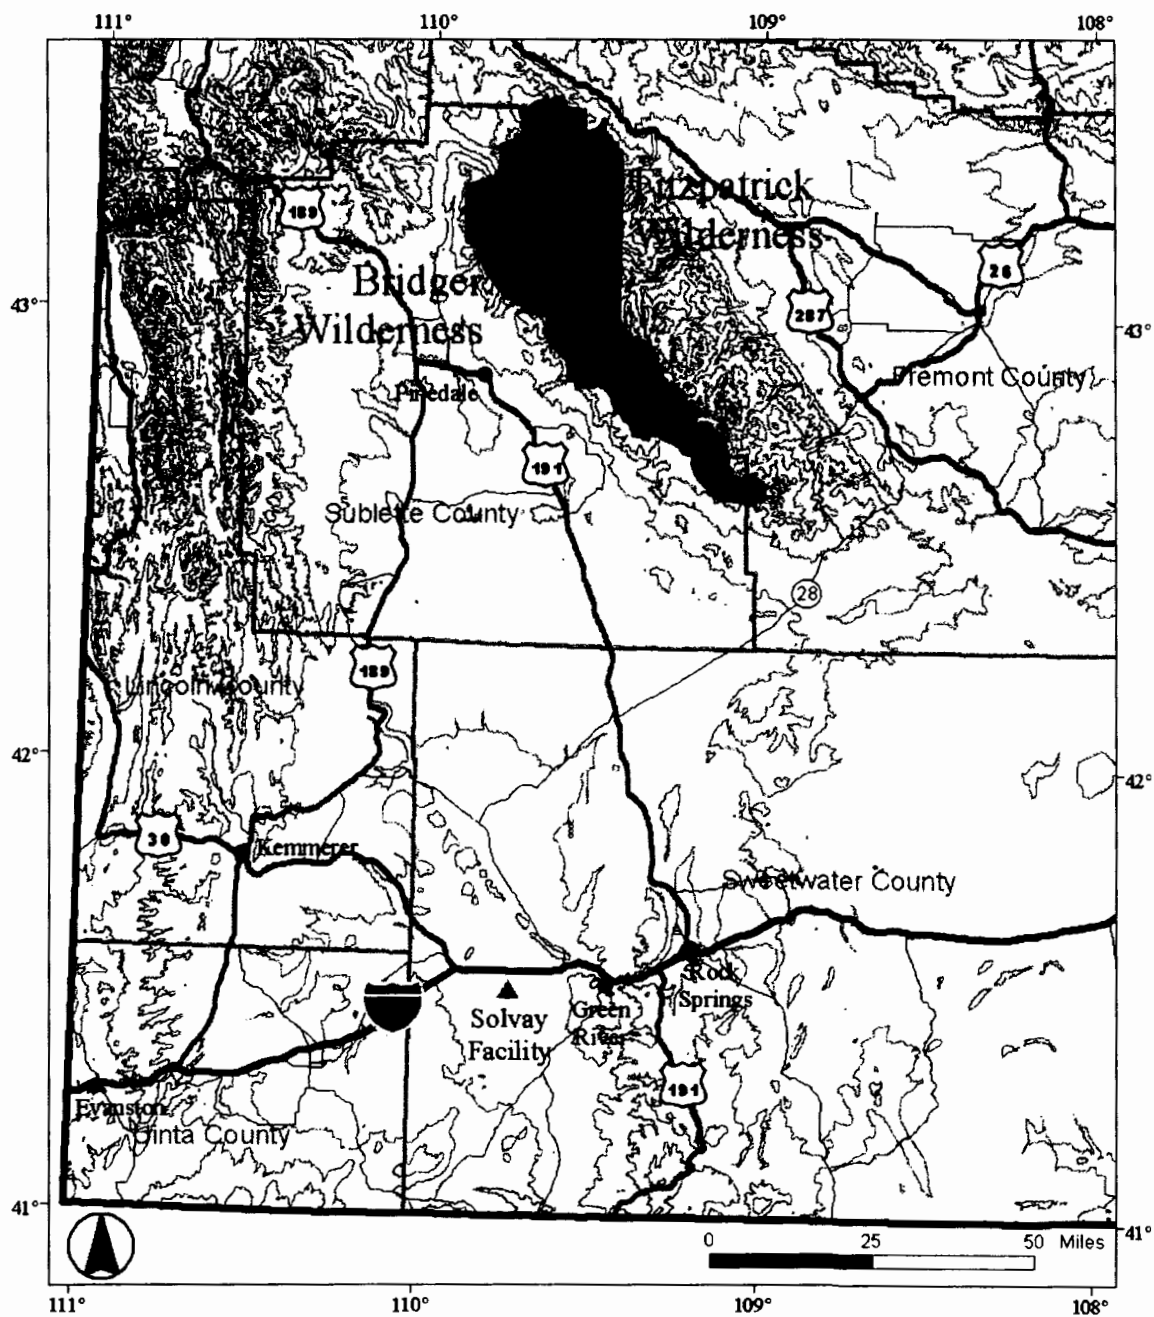 111° 110° 109° 108°
189
Fitzpatrick
Wilderness
26
Bridger
Wilderness
43°
287
43°
Fremont County
Pinedale
191
Sublette County
28
189
Lincoln County
42°
42°
30
Kemmerer
Sweetwater County
Rock
Springs
Solvay
Facility
Green
River
191
Evanston
Uinta County
41°
41°
0 25 50 Miles
111° 110° 109° 108°